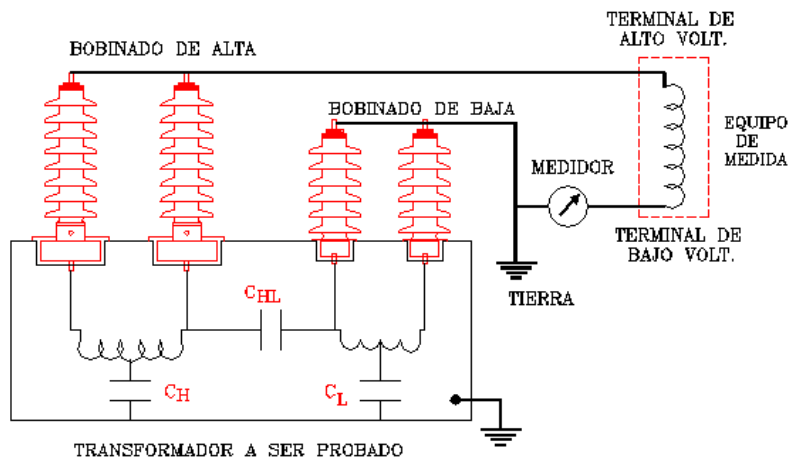 TERMINAL DE
ALTO VOLT.
BOBINADO DE ALTA
BOBINADO DE BAJA
EQUIPO
DE
MEDIDA
MEDIDOR
TERMINAL DE
BAJO VOLT.
TIERRA
CHL
CH
CL
TRANSFORMADOR A SER PROBADO